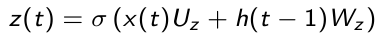 z(t) = σ (x(t)U_z + h(t − 1)W_z)